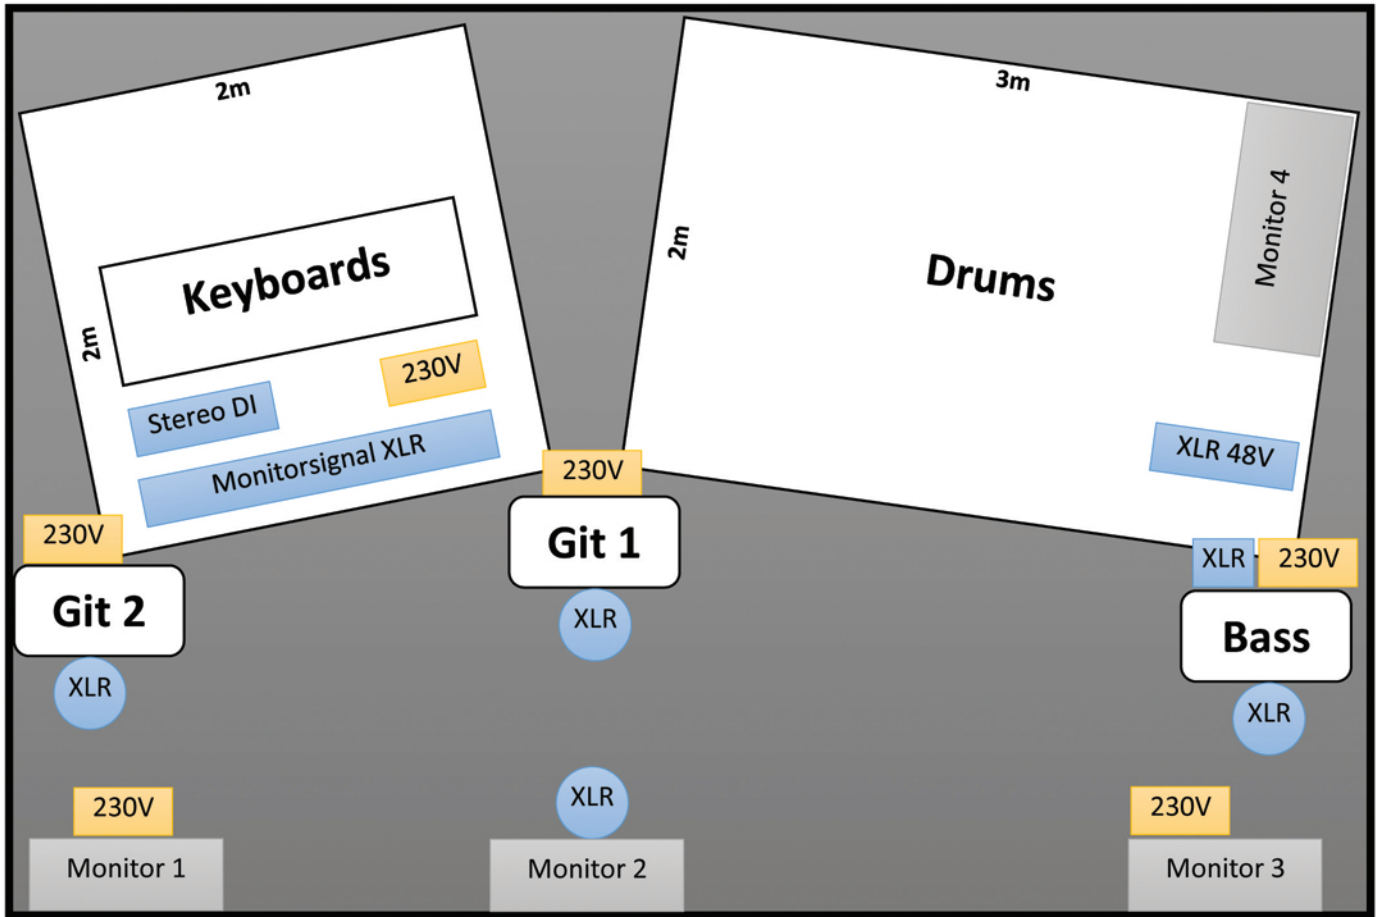 2m
3m
Monitor 4
2m
Keyboards
Drums
2m
230V
Stereo DI
Monitorsignal XLR
XLR 48V
230V
Git 1
XLR
230V
Git 2
XLR
XLR
230V
Bass
XLR
230V
XLR
230V
Monitor 1
Monitor 2
Monitor 3